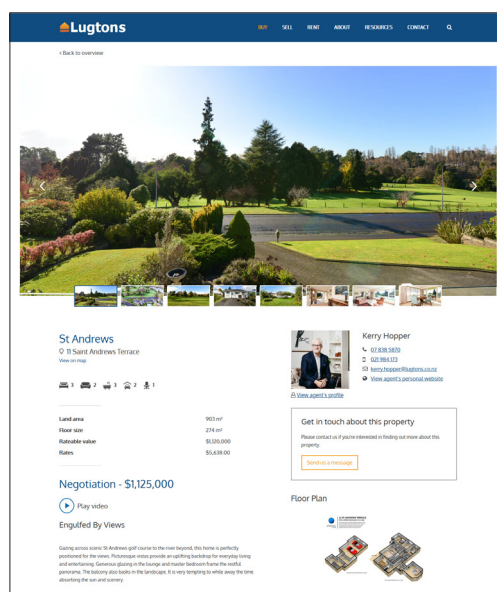 Lugtons
BUY SELL RENT ABOUT RESOURCES CONTACT
< Back to overview
St Andrews
11 Saint Andrews Terrace
View on map
3 2 3 2 1
Land area 903 m²
Floor size 274 m²
Rateable value $1,120,000
Rates $5,638.00
Negotiation - $1,125,000
Play video
Engulfed By Views
Gazing across scenic St Andrews golf course to the river beyond, this home is perfectly
positioned for the views. Picturesque vistas provide an uplifting backdrop for everyday living
and entertaining. Generous glazing in the lounge and master bedroom frame the restful
panorama. The balcony also basks in the landscape. It is very tempting to while away the time
absorbing the sun and scenery.
Kerry Hopper
07 838 5870
021 984 173
kerry.hopper@lugtons.co.nz
View agent's personal website
View agent's profile
Get in touch about this property
Please contact us if you're interested in finding out more about this
property.
Send us a message
Floor Plan